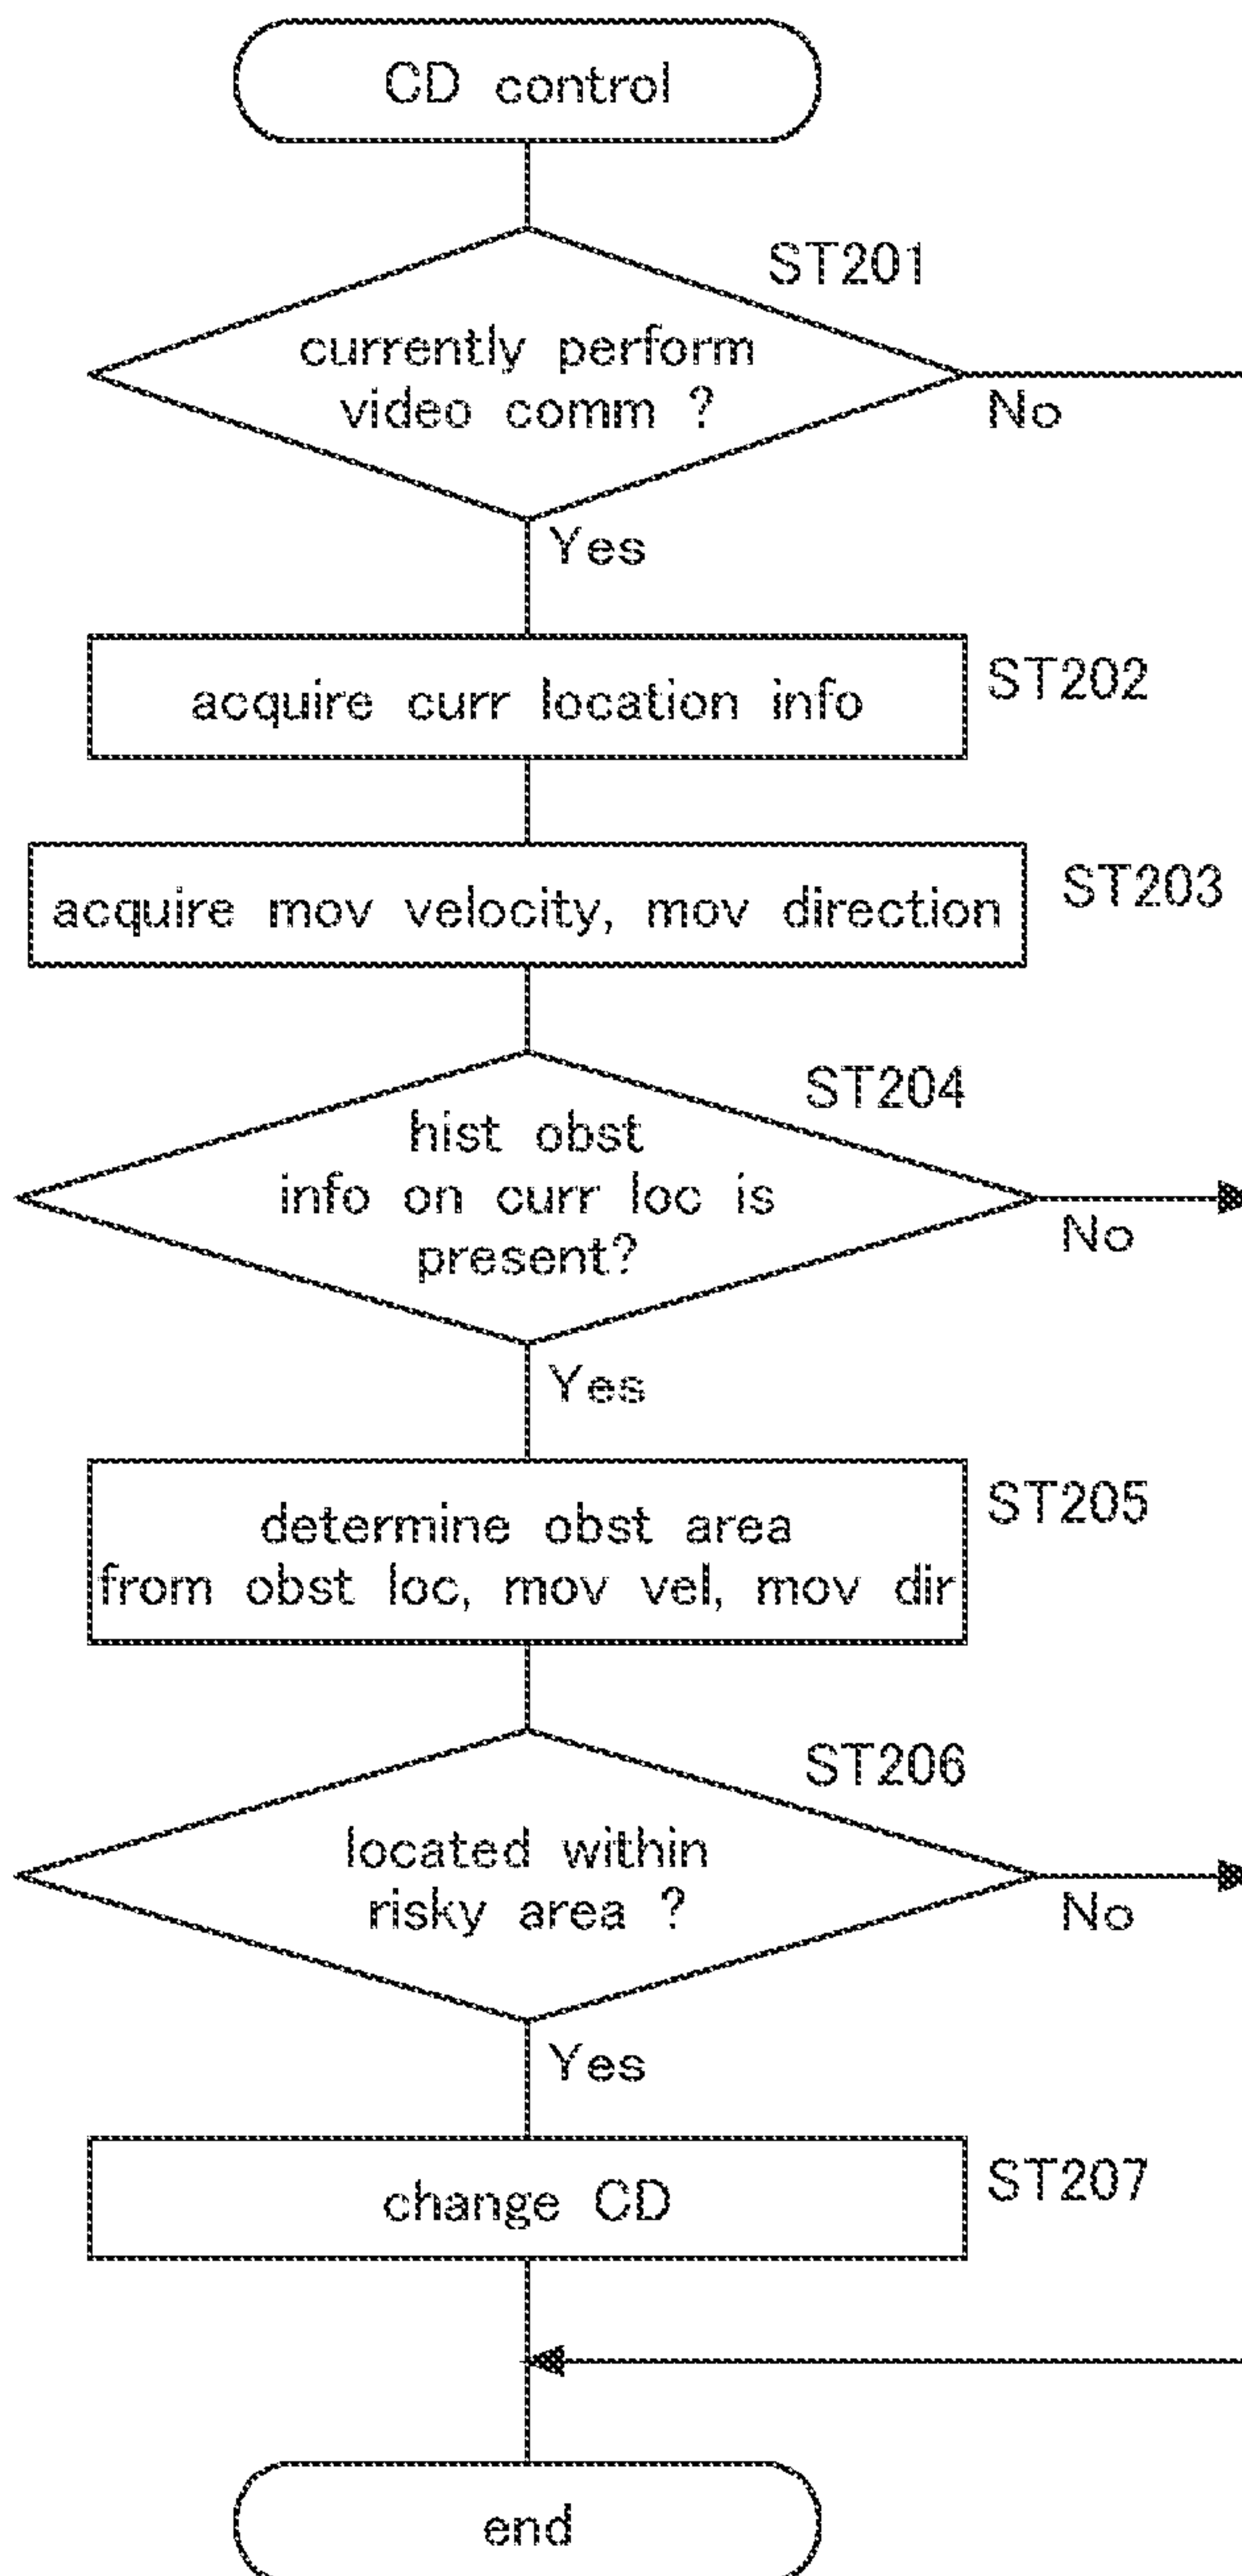 CD control
ST201
currently perform
video comm ?
No
Yes
acquire curr location info
ST202
acquire mov velocity, mov direction
ST203
ST204
hist obst
info on curr loc is
present?
No
Yes
determine obst area
from obst loc, mov vel, mov dir
ST205
ST206
located within
risky area ?
No
Yes
change CD
ST207
end